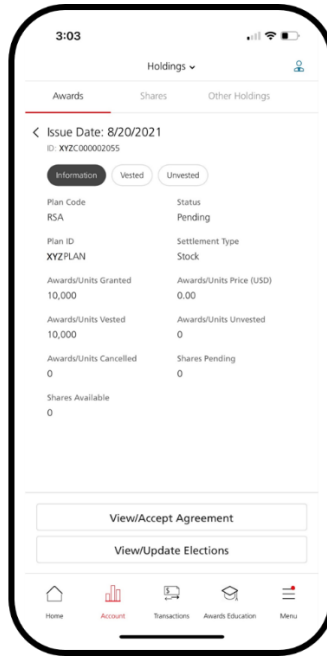 3:03
Holdings
Awards Shares Other Holdings
Issue Date: 8/20/2021
ID: XYZC000002055
Information Vested Unvested
Plan Code Status
RSA Pending
Plan ID Settlement Type
XYZPLAN Stock
Awards/Units Granted Awards/Units Price (USD)
10,000 0.00
Awards/Units Vested Awards/Units Unvested
10,000 0
Awards/Units Cancelled Shares Pending
0 0
Shares Available
0
View/Accept Agreement
View/Update Elections
Home Account Transactions Awards Education Menu